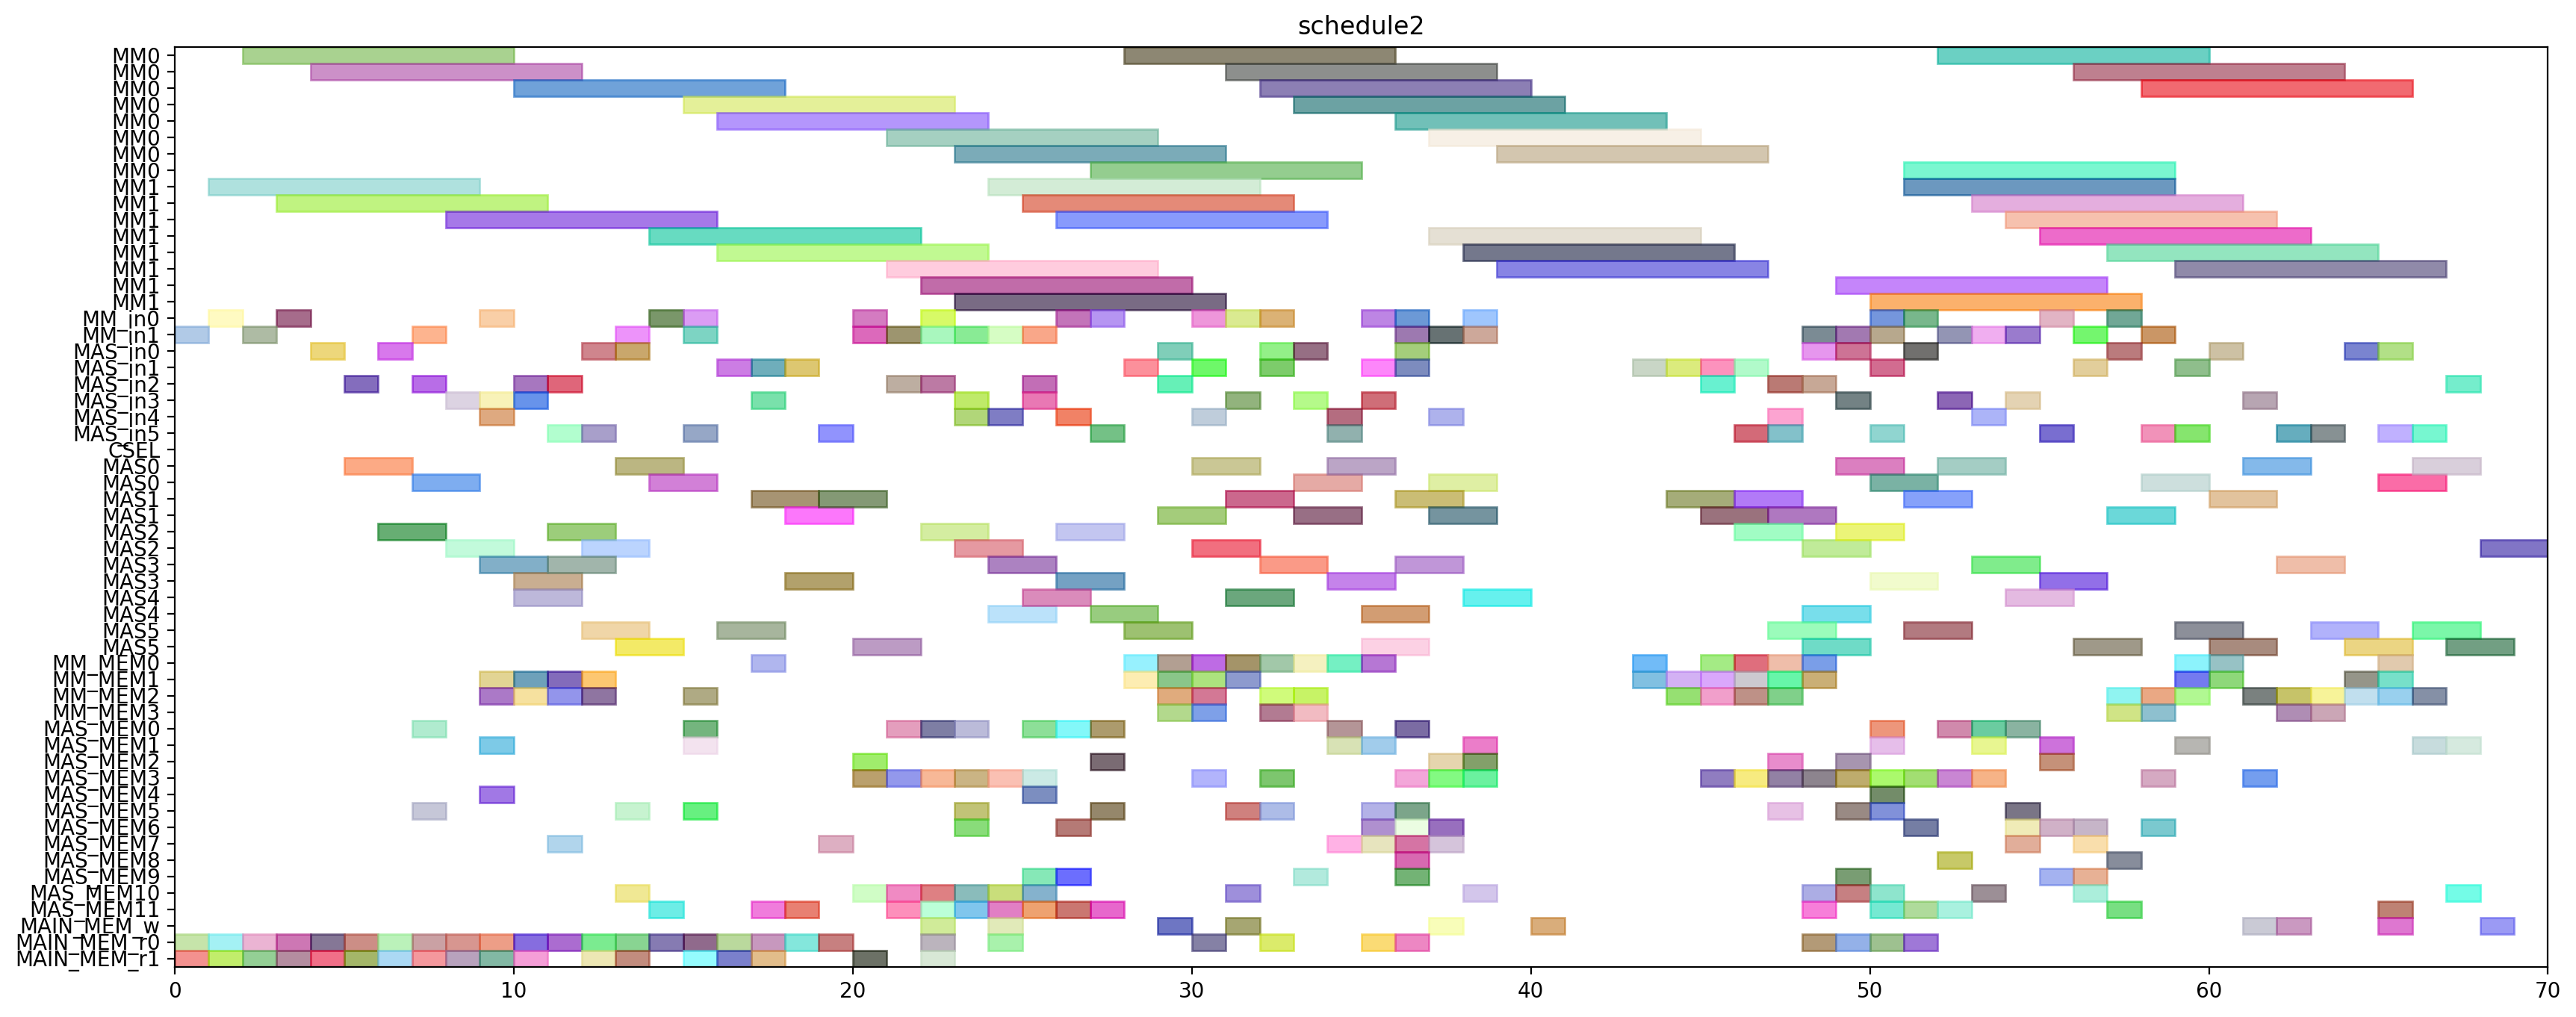 schedule2
MM0
MM0
MM0
MM0
MM0
MM0
MM0
MM0
MM1
MM1
MM1
MM1
MM1
MM1
MM1
MM1
MM_in0
MM_in1
MAS_in0
MAS_in1
MAS_in2
MAS_in3
MAS_in4
MAS_in5
CSEL
MAS0
MAS0
MAS1
MAS1
MAS2
MAS2
MAS3
MAS3
MAS4
MAS4
MAS5
MAS5
MM_MEM0
MM_MEM1
MM_MEM2
MM_MEM3
MAS_MEM0
MAS_MEM1
MAS_MEM2
MAS_MEM3
MAS_MEM4
MAS_MEM5
MAS_MEM6
MAS_MEM7
MAS_MEM8
MAS_MEM9
MAS_MEM10
MAS_MEM11
MAIN_MEM_w
MAIN_MEM_r0
MAIN_MEM_r1
0 10 20 30 40 50 60 70